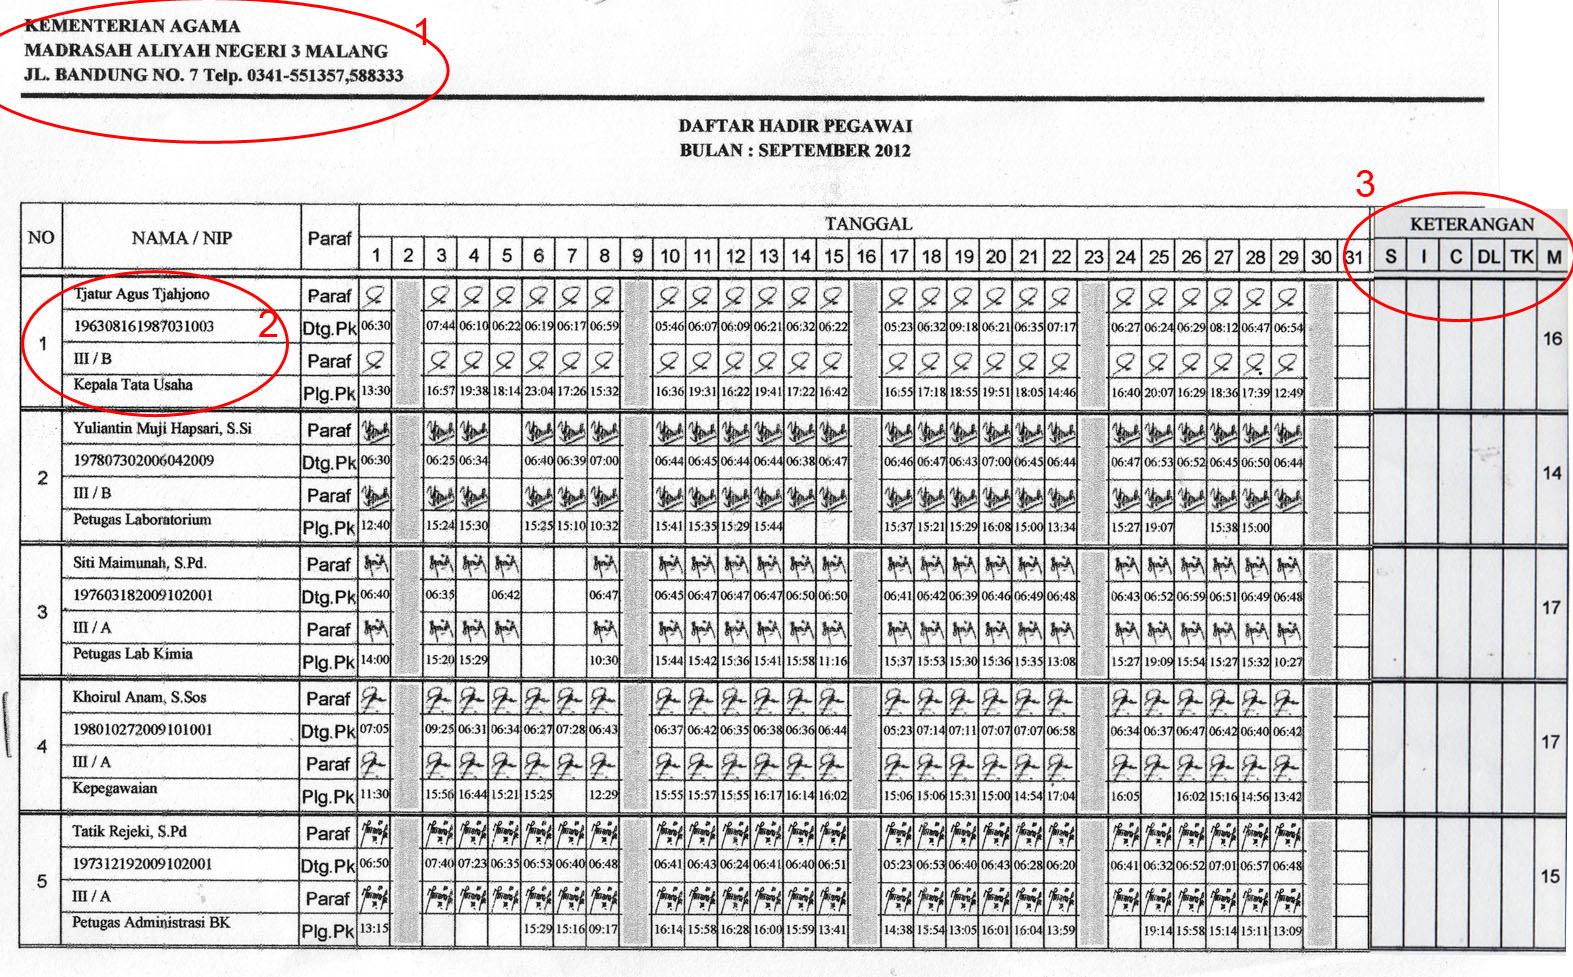 KEMENTERIAN AGAMA
MADRASAH ALIYAH NEGERI 3 MALANG
JL. BANDUNG NO. 7 Telp. 0341-551357,588333
1
DAFTAR HADIR PEGAWAI
BULAN : SEPTEMBER 2012
3
NO NAMA / NIP Paraf TANGGAL KETERANGAN
1 2 3 4 5 6 7 8 9 10 11 12 13 14 15 16 17 18 19 20 21 22 23 24 25 26 27 28 29 30 31 S I C DL TK M
1
2
Tjatur Agus Tjahjono Paraf
196308161987031003 Dtg.Pk 06:30 07:44 06:10 06:22 06:19 06:17 06:59 05:46 06:07 06:09 06:21 06:32 06:22 05:23 06:32 09:18 06:21 06:35 07:17 06:27 06:24 06:29 08:12 06:47 06:54
III / B Paraf
16
Kepala Tata Usaha Plg.Pk 13:30 16:57 19:38 18:14 23:04 17:26 15:32 16:36 19:31 16:22 19:41 17:22 16:42 16:55 17:18 18:55 19:51 18:05 14:46 16:40 20:07 16:29 18:36 17:39 12:49
2
Yuliantin Muji Hapsari, S.Si Paraf
197807302006042009 Dtg.Pk 06:30 06:25 06:34 06:40 06:39 07:00 06:44 06:45 06:44 06:44 06:38 06:47 06:46 06:47 06:43 07:00 06:45 06:44 06:47 06:53 06:52 06:45 06:50 06:44
III / B Paraf
14
Petugas Laboratorium Plg.Pk 12:40 15:24 15:30 15:25 15:10 10:32 15:41 15:35 15:29 15:44 15:37 15:21 15:29 16:08 15:00 13:34 15:27 19:07 15:38 15:00
3
Siti Maimunah, S.Pd. Paraf
197603182009102001 Dtg.Pk 06:40 06:35 06:42 06:47 06:45 06:47 06:47 06:47 06:50 06:50 06:41 06:42 06:39 06:46 06:49 06:48 06:43 06:52 06:59 06:51 06:49 06:48
III / A Paraf
17
Petugas Lab Kimia Plg.Pk 14:00 15:20 15:29 10:30 15:44 15:42 15:36 15:41 15:58 11:16 15:37 15:53 15:30 15:36 15:35 13:08 15:27 19:09 15:54 15:27 15:32 10:27
4
Khoirul Anam, S.Sos Paraf
198010272009101001 Dtg.Pk 07:05 09:25 06:31 06:34 06:27 07:28 06:43 06:37 06:42 06:35 06:38 06:36 06:44 05:23 07:14 07:11 07:07 07:07 06:58 06:34 06:37 06:47 06:42 06:40 06:42
III / A Paraf
17
Kepegawaian Plg.Pk 11:30 15:56 16:44 15:21 15:25 12:29 15:55 15:57 15:55 16:17 16:14 16:02 15:06 15:06 15:31 15:00 14:54 17:04 16:05 16:02 15:16 14:56 13:42
5
Tatik Rejeki, S.Pd Paraf
197312192009102001 Dtg.Pk 06:50 07:40 07:23 06:35 06:53 06:40 06:48 06:41 06:43 06:24 06:41 06:40 06:51 05:23 06:53 06:40 06:43 06:28 06:20 06:41 06:32 06:52 07:01 06:57 06:48
III / A Paraf
15
Petugas Administrasi BK Plg.Pk 13:15 15:29 15:16 09:17 16:14 15:58 16:28 16:00 15:59 13:41 14:38 15:54 13:05 16:01 16:04 13:59 19:14 15:58 15:14 15:11 13:09